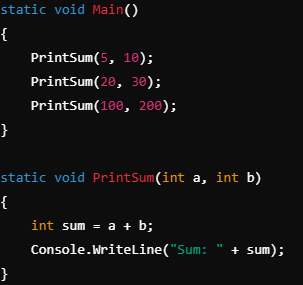 static void Main()
{
    PrintSum(5, 10);
    PrintSum(20, 30);
    PrintSum(100, 200);
}

static void PrintSum(int a, int b)
{
    int sum = a + b;
    Console.WriteLine("Sum: " + sum);
}